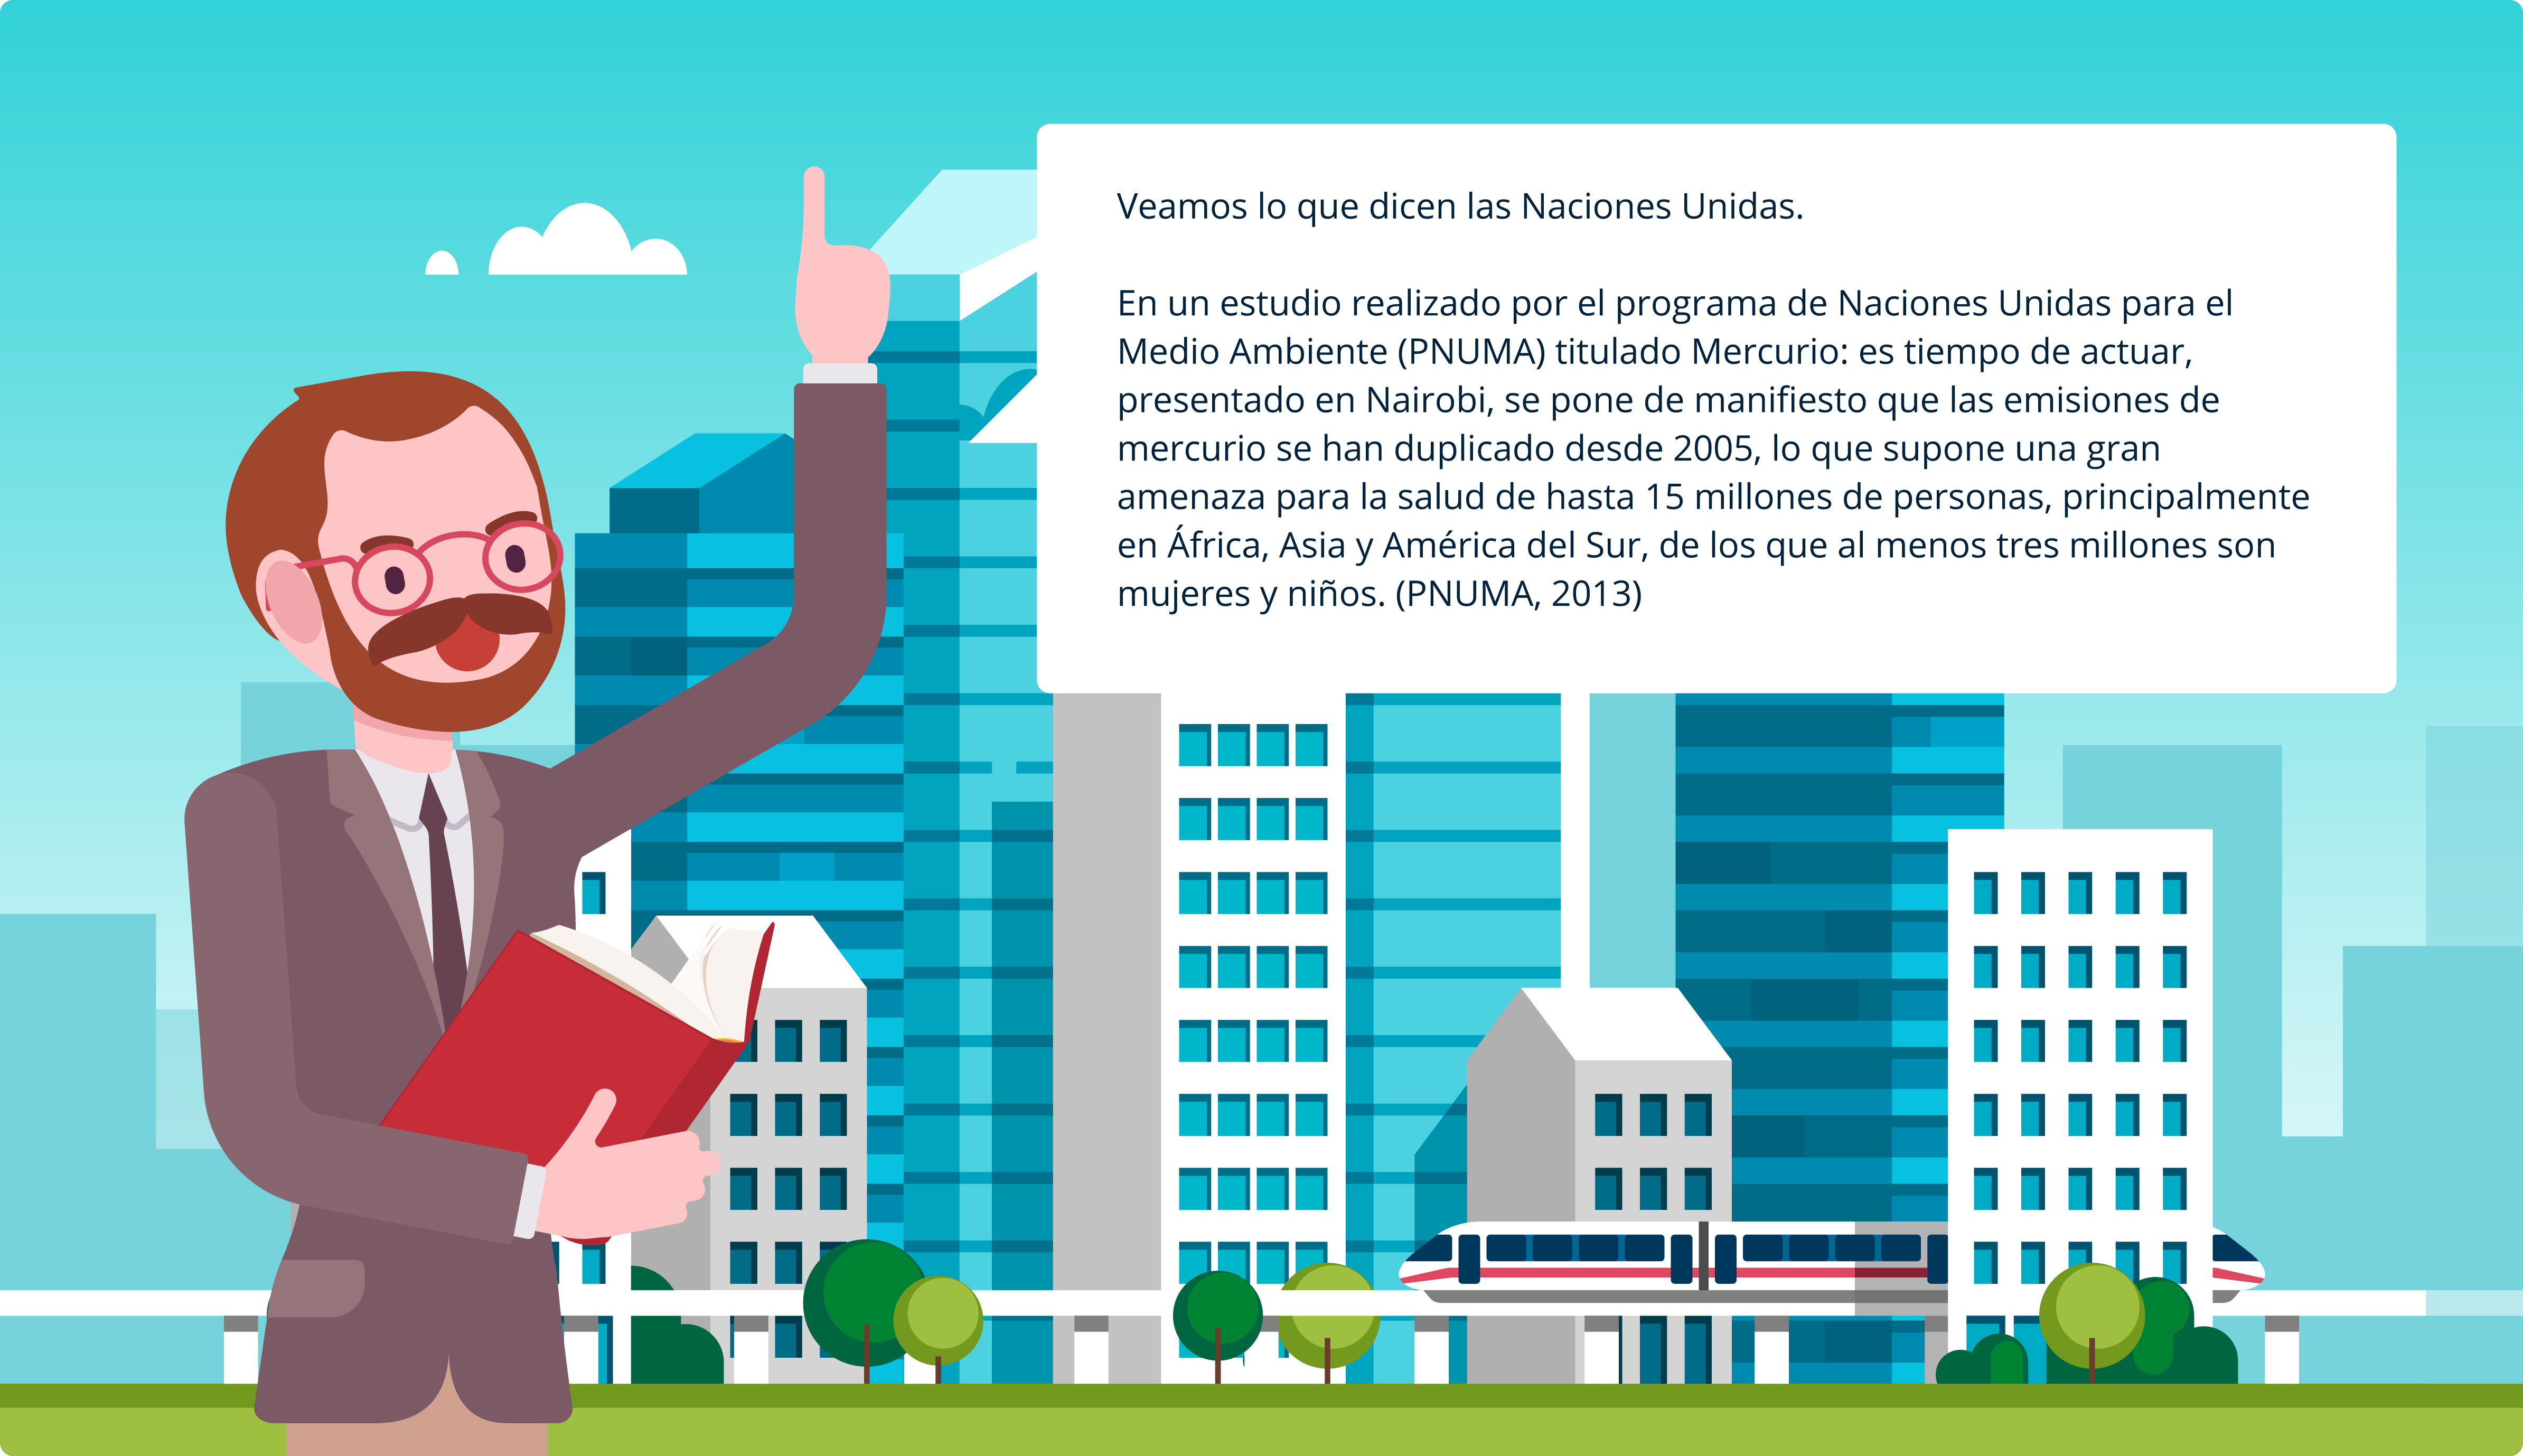 Veamos lo que dicen las Naciones Unidas.
En un estudio realizado por el programa de Naciones Unidas para el
Medio Ambiente (PNUMA) titulado Mercurio: es tiempo de actuar,
presentado en Nairobi, se pone de manifiesto que las emisiones de
mercurio se han duplicado desde 2005, lo que supone una gran
amenaza para la salud de hasta 15 millones de personas, principalmente
en África, Asia y América del Sur, de los que al menos tres millones son
mujeres y niños. (PNUMA, 2013)